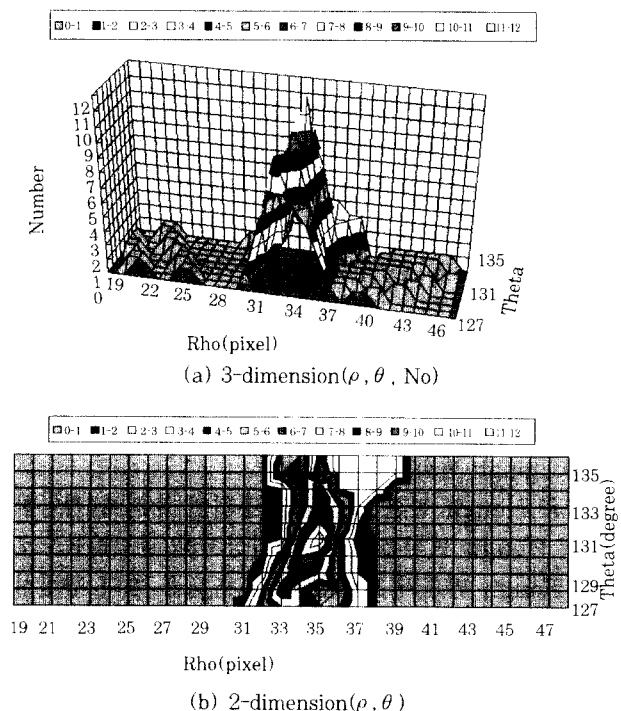 0-1 1-2 2-3 3-4 4-5 5-6 6-7 7-8 8-9 9-10 10-11 11-12
12
11
10
9
8
7
6
5
4
3
2
1
0
Number
19 22 25 28 31 34 37 40 43 46
127
131
135
Theta
Rho(pixel)
(a) 3-dimension(ρ, θ, No)
0-1 1-2 2-3 3-4 4-5 5-6 6-7 7-8 8-9 9-10 10-11 11-12
135
133
131
129
127
Theta(degree)
19 21 23 25 27 29 31 33 35 37 39 41 43 45 47
Rho(pixel)
(b) 2-dimension(ρ, θ)